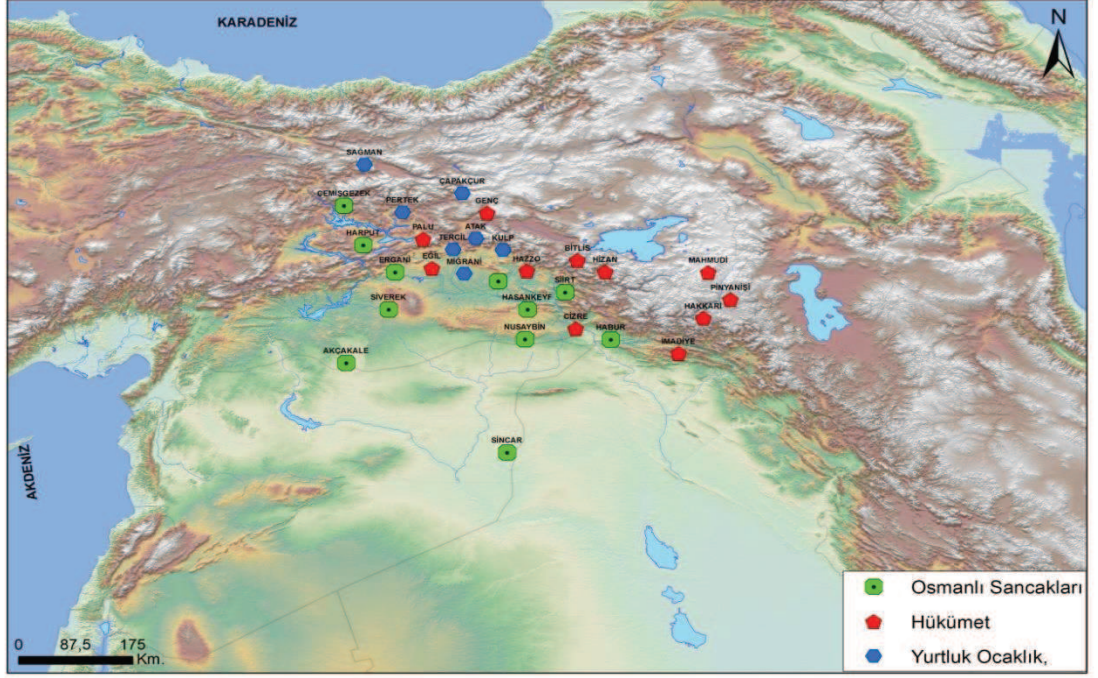 KARADENİZ
N
SAĞMAN
ÇEMİŞGEZEK
PERTEK
ÇAPAKÇUR
GENÇ
HARPUT
PALU
TERCİL
ATAK
KULP
ERGANİ
EĞİL
MİĞRANİ
HAZZO
BİTLİS
HİZAN
MAHMUDİ
SİİRT
PİNYANİŞİ
SİVEREK
HASANKEYF
HAKKARİ
NUSAYBİN
CİZRE
HABUR
İMADİYE
AKÇAKALE
SİNCAR
AKDENİZ
Osmanlı Sancakları
Hükümet
Yurtluk Ocaklık,
0 87,5 175
Km.